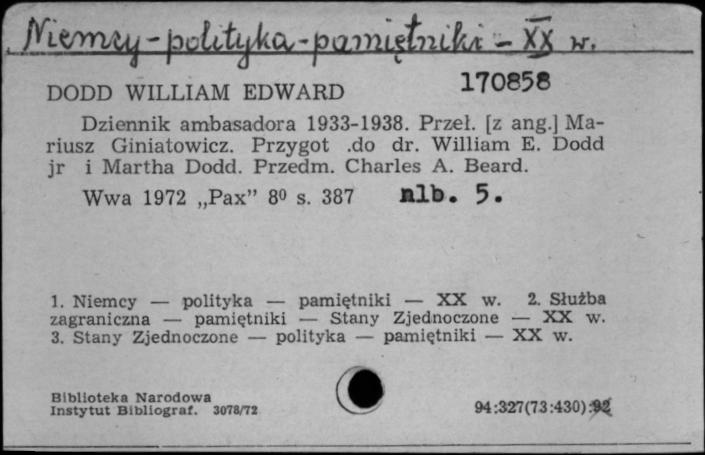 Niemcy - polityka - pamiętniki - XX w.
170858
DODD WILLIAM EDWARD
Dziennik ambasadora 1933-1938. Przeł. [z ang.] Ma-
riusz Giniatowicz. Przygot .do dr. William E. Dodd
jr i Martha Dodd. Przedm. Charles A. Beard.
Wwa 1972 „Pax” 8⁰ s. 387 nlb. 5.
1. Niemcy — polityka — pamiętniki — XX w. 2. Służba
zagraniczna — pamiętniki — Stany Zjednoczone — XX w.
3. Stany Zjednoczone — polityka — pamiętniki — XX w.
Biblioteka Narodowa
Instytut Bibliograf. 3078/72
94:327(73:430):92